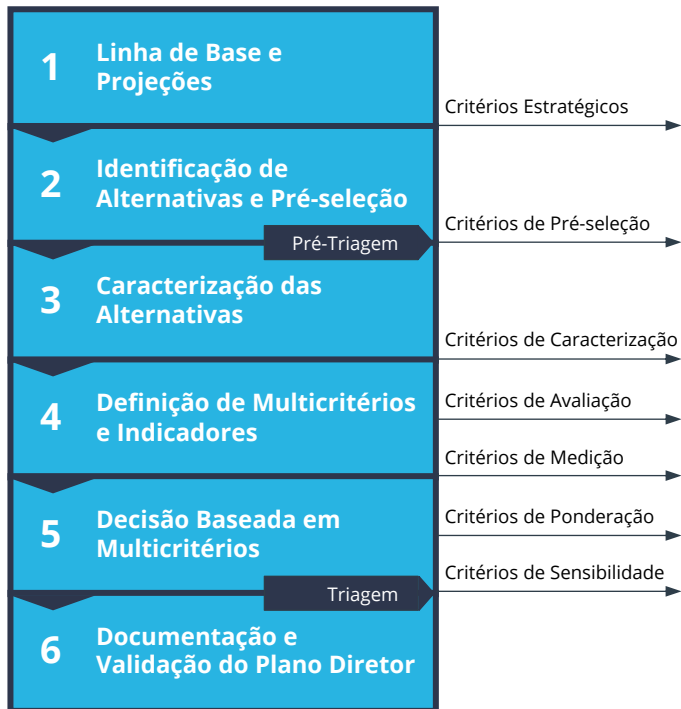 1
Linha de Base e
Projeções
Critérios Estratégicos
2
Identificação de
Alternativas e Pré-seleção
Pré-Triagem
Critérios de Pré-seleção
3
Caracterização das
Alternativas
Critérios de Caracterização
4
Definição de Multicritérios
e Indicadores
Critérios de Avaliação
Critérios de Medição
5
Decisão Baseada em
Multicritérios
Critérios de Ponderação
Triagem
Critérios de Sensibilidade
6
Documentação e
Validação do Plano Diretor